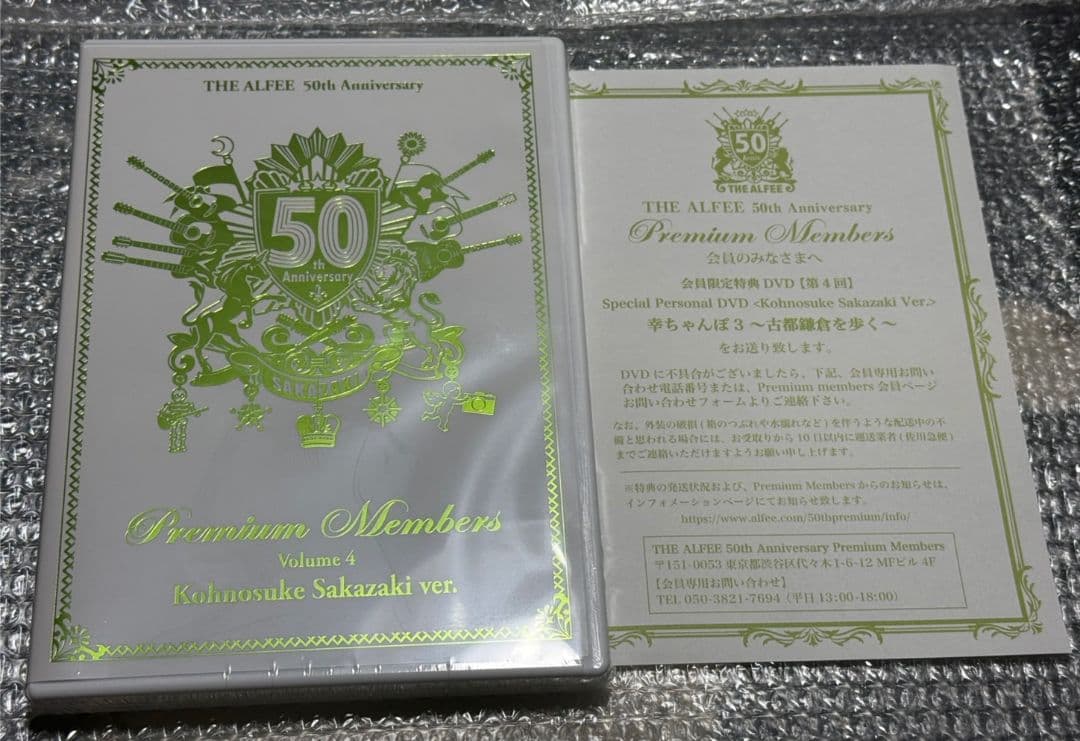 THE ALFEE 50th Anniversary
50
th
Anniversary
SAKAZAKI
Premium Members
Volume 4
Kohnosuke Sakazaki ver.
50
THE ALFEE
THE ALFEE 50th Anniversary
Premium Members
会員のみなさまへ
会員限定特典 DVD【第4回】
Special Personal DVD <Kohnosuke Sakazaki Ver.>
幸ちゃんぽ3～古都鎌倉を歩く～
をお送り致します。
DVD に不具合がございましたら、下記、会員専用お問い
合わせ電話番号または、Premium members 会員ページ
お問い合わせフォームよりご連絡下さい。
なお、外装の破損(箱のつぶれや水濡れなど)を伴うような配送中の不
備と思われる場合には、お受取りから10日以内に運送業者(佐川急便)
までご連絡いただけますようお願い申し上げます。
※特典の発送状況および、Premium Members からのお知らせは、
インフォメーションページにてお知らせ致します。
https://www.alfee.com/50thpremium/info/
THE ALFEE 50th Anniversary Premium Members
〒151-0053 東京都渋谷区代々木1-6-12 MFビル 4F
【会員専用お問い合わせ】
TEL 050-3821-7694(平日 13:00-18:00)